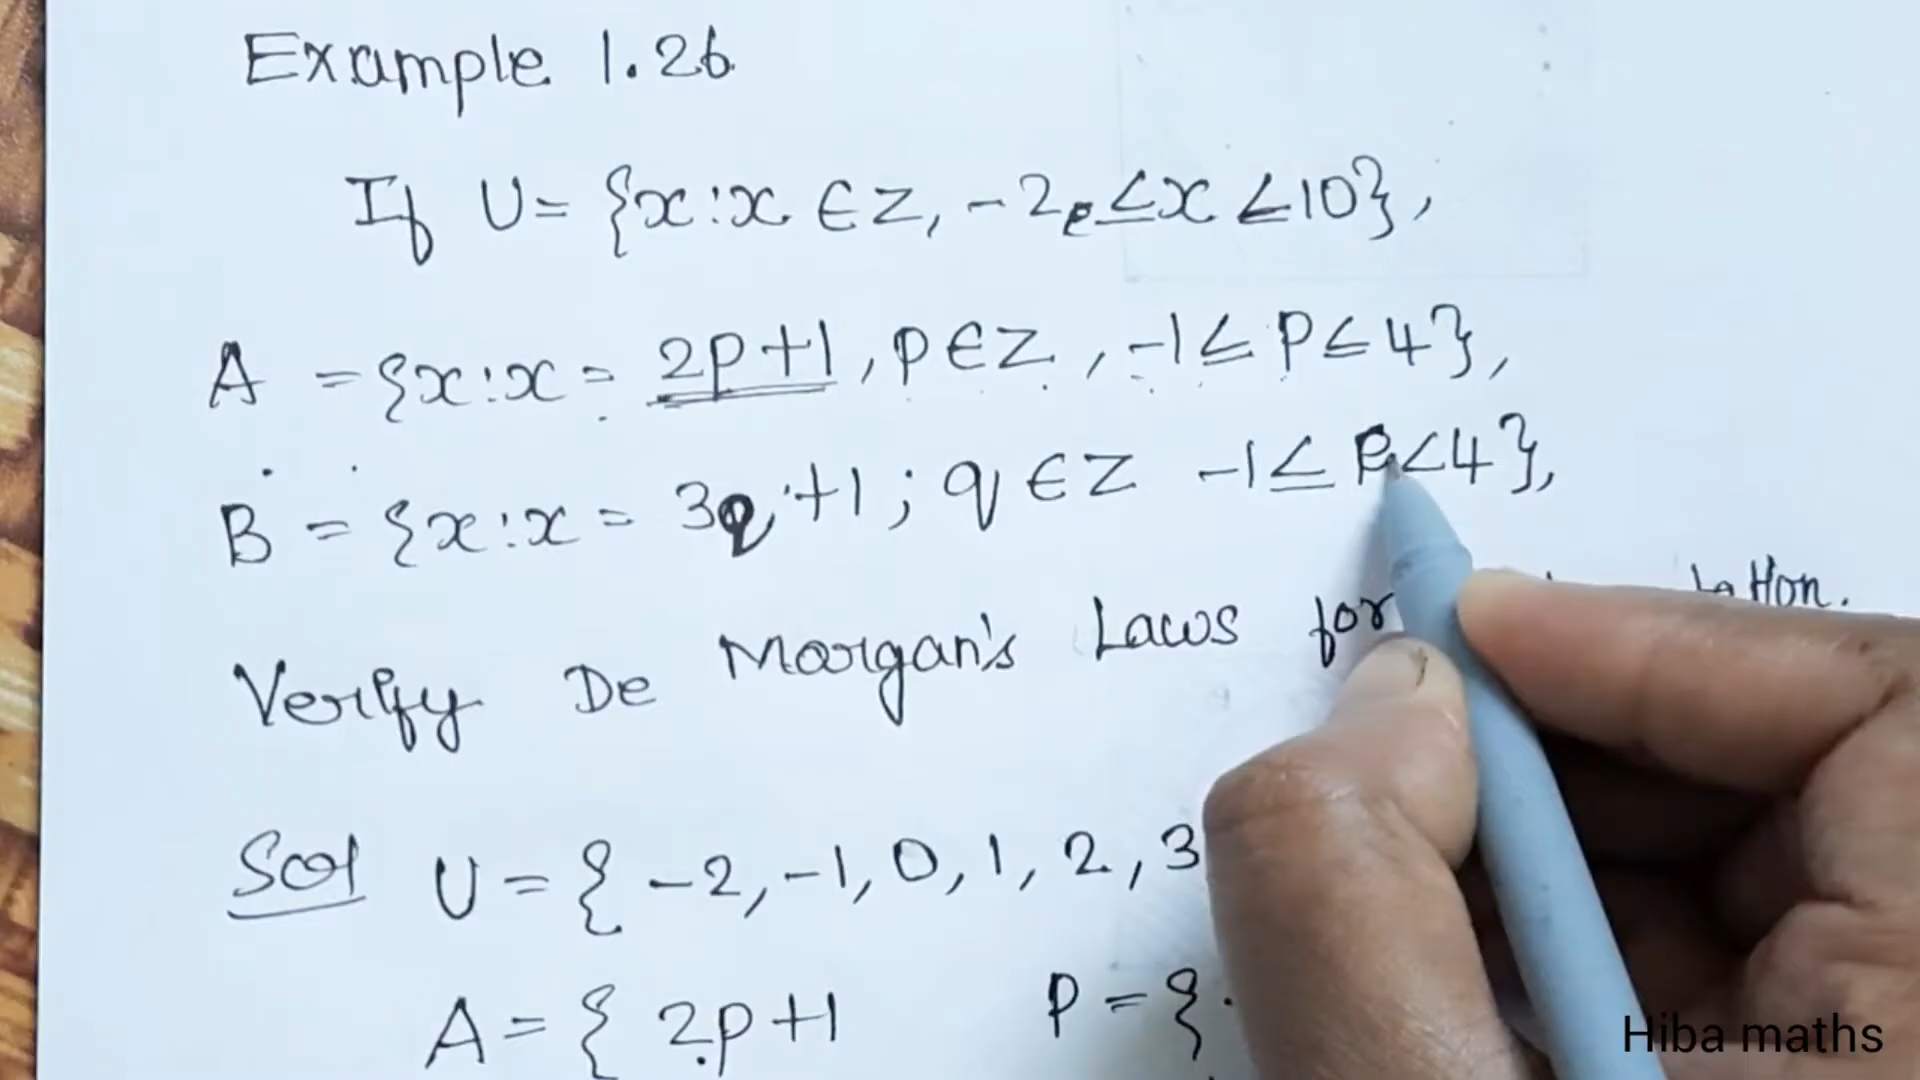 Example 1.26
If U = {x : x ∈ Z, -2 ≤ x ≤ 10},
A = {x : x = 2p+1, p ∈ Z, -1 ≤ p ≤ 4},
B = {x : x = 3q+1; q ∈ Z -1 ≤ p < 4},
Verify De Morgan's Laws for
Sol U = { -2, -1, 0, 1, 2, 3
A = { 2p+1 P = {
Hiba maths